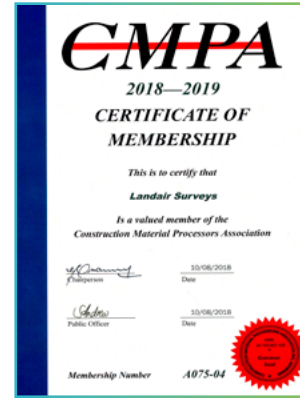 CMPA
2018—2019
CERTIFICATE OF
MEMBERSHIP
This is to certify that
Landair Surveys
Is a valued member of the
Construction Material Processors Association
10/08/2018
Chairperson Date
10/08/2018
Public Officer Date
Membership Number A075-04